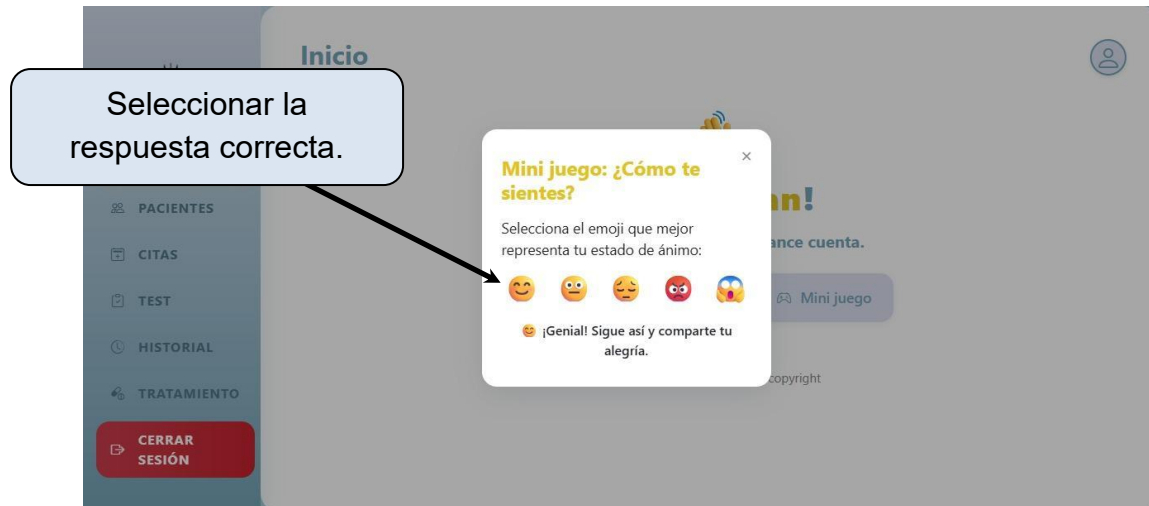 Inicio
Seleccionar la
respuesta correcta.
Mini juego: ¿Cómo te
sientes?
×
Selecciona el emoji que mejor
representa tu estado de ánimo:
¡Genial! Sigue así y comparte tu
alegría.
an!
ance cuenta.
Mini juego
copyright
PACIENTES
CITAS
TEST
HISTORIAL
TRATAMIENTO
CERRAR
SESIÓN